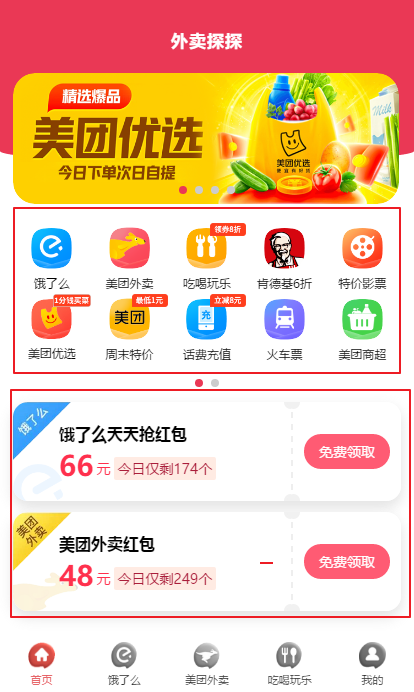 外卖探探
精选爆品
美团优选
今日下单次日自提
美团优选
Milk
领券8折
饿了么
美团外卖
吃喝玩乐
肯德基6折
特价影票
1分钱买菜
最低1元
立减8元
美团
充
美团优选
周末特价
话费充值
火车票
美团商超
饿了么
饿了么天天抢红包
66 元 今日仅剩174个
免费领取
美团
外卖
美团外卖红包
48 元 今日仅剩249个
免费领取
首页
饿了么
美团外卖
吃喝玩乐
我的